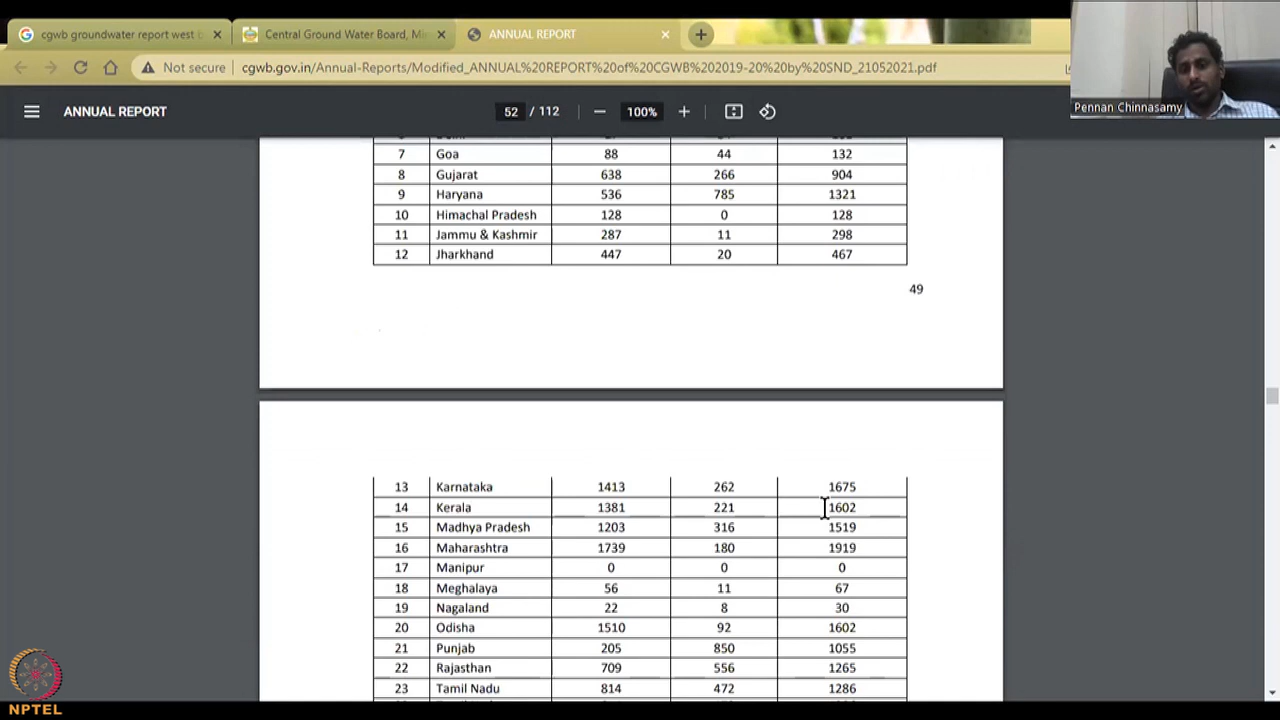 cgwb groundwater report west b
Central Ground Water Board, Mi
ANNUAL REPORT
Not secure
cgwb.gov.in/Annual-Reports/Modified_ANNUAL%20REPORT%20of%20CGWB%202019-20%20by%20SND_21052021.pdf
Pennan Chinnasamy
ANNUAL REPORT
52 / 112
100%
7 Goa 88 44 132
8 Gujarat 638 266 904
9 Haryana 536 785 1321
10 Himachal Pradesh 128 0 128
11 Jammu & Kashmir 287 11 298
12 Jharkhand 447 20 467
49
13 Karnataka 1413 262 1675
14 Kerala 1381 221 1602
15 Madhya Pradesh 1203 316 1519
16 Maharashtra 1739 180 1919
17 Manipur 0 0 0
18 Meghalaya 56 11 67
19 Nagaland 22 8 30
20 Odisha 1510 92 1602
21 Punjab 205 850 1055
22 Rajasthan 709 556 1265
23 Tamil Nadu 814 472 1286
NPTEL